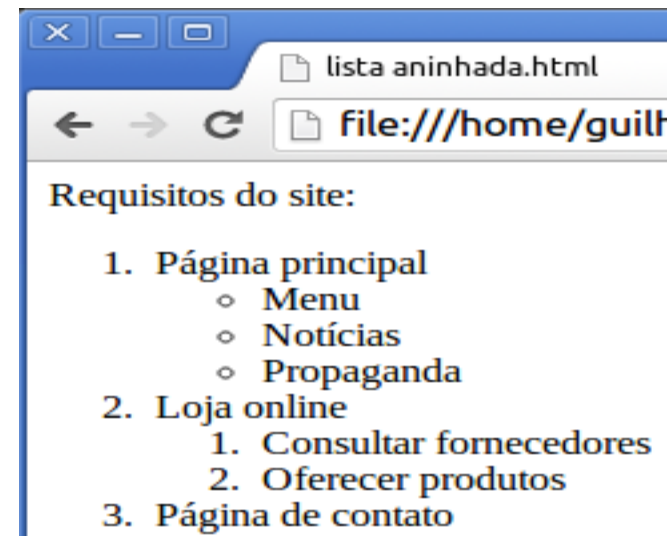 lista aninhada.html
file:///home/guilh
Requisitos do site:
1. Página principal
◦ Menu
◦ Notícias
◦ Propaganda
2. Loja online
1. Consultar fornecedores
2. Oferecer produtos
3. Página de contato